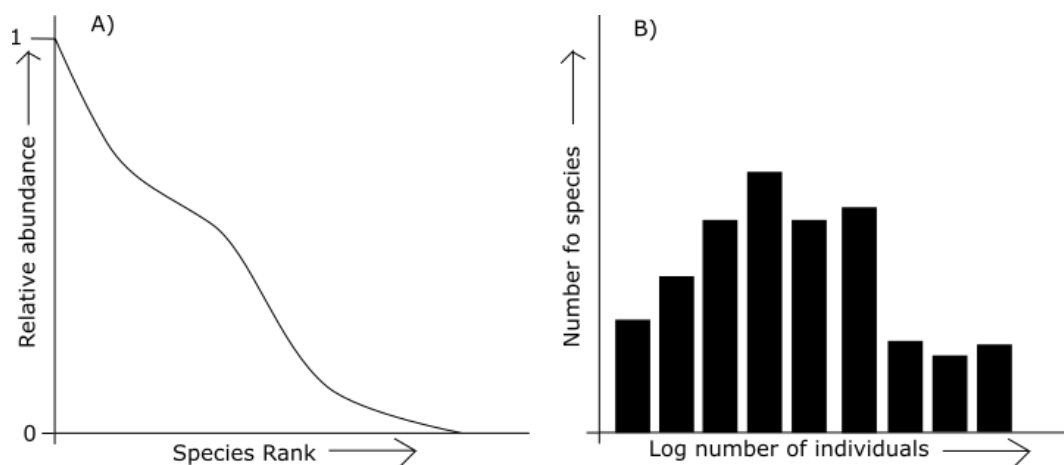 A)
1
Relative abundance
0
Species Rank
B)
Number fo species
Log number of individuals